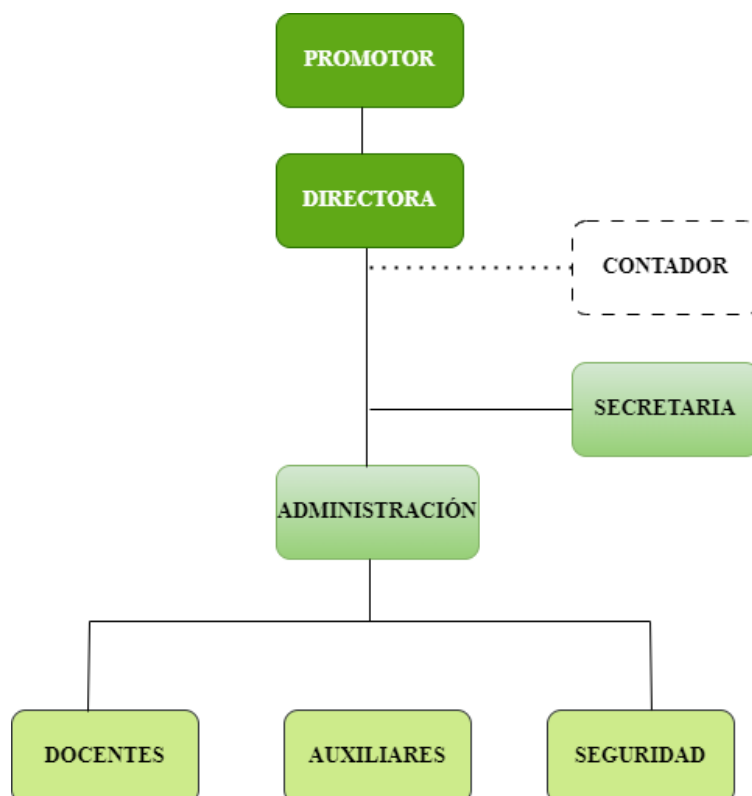 PROMOTOR
DIRECTORA
CONTADOR
SECRETARIA
ADMINISTRACIÓN
DOCENTES
AUXILIARES
SEGURIDAD